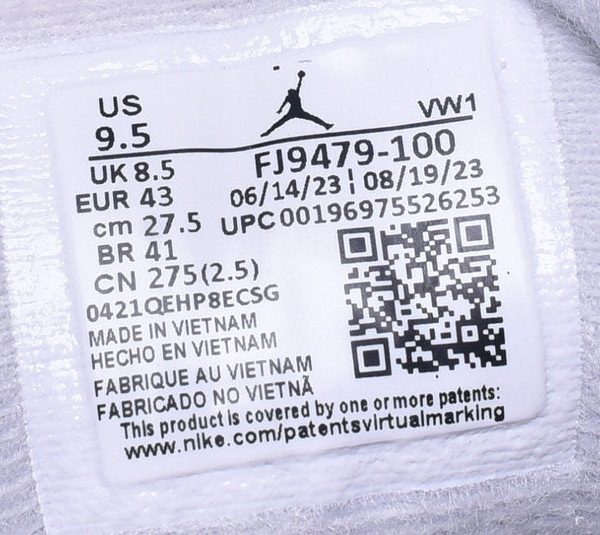 US
9.5
VW1
UK 8.5
FJ9479-100
EUR 43
06/14/23 | 08/19/23
cm 27.5
UPC 00196975526253
BR 41
CN 275(2.5)
0421QEHP8ECSG
MADE IN VIETNAM
HECHO EN VIETNAM
FABRIQUE AU VIETNAM
FABRICADO NO VIETNÃ
This product is covered by one or more patents:
www.nike.com/patentsvirtualmarking